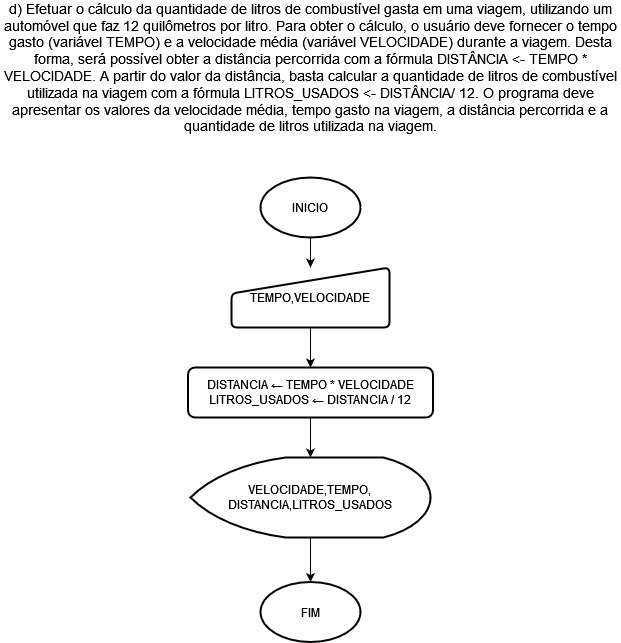 d) Efetuar o cálculo da quantidade de litros de combustível gasta em uma viagem, utilizando um
automóvel que faz 12 quilômetros por litro. Para obter o cálculo, o usuário deve fornecer o tempo
gasto (variável TEMPO) e a velocidade média (variável VELOCIDADE) durante a viagem. Desta
forma, será possível obter a distância percorrida com a fórmula DISTÂNCIA <- TEMPO *
VELOCIDADE. A partir do valor da distância, basta calcular a quantidade de litros de combustível
utilizada na viagem com a fórmula LITROS_USADOS <- DISTÂNCIA/ 12. O programa deve
apresentar os valores da velocidade média, tempo gasto na viagem, a distância percorrida e a
quantidade de litros utilizada na viagem.
INICIO
TEMPO,VELOCIDADE
DISTANCIA ← TEMPO * VELOCIDADE
LITROS_USADOS ← DISTANCIA / 12
VELOCIDADE,TEMPO,
DISTANCIA,LITROS_USADOS
FIM